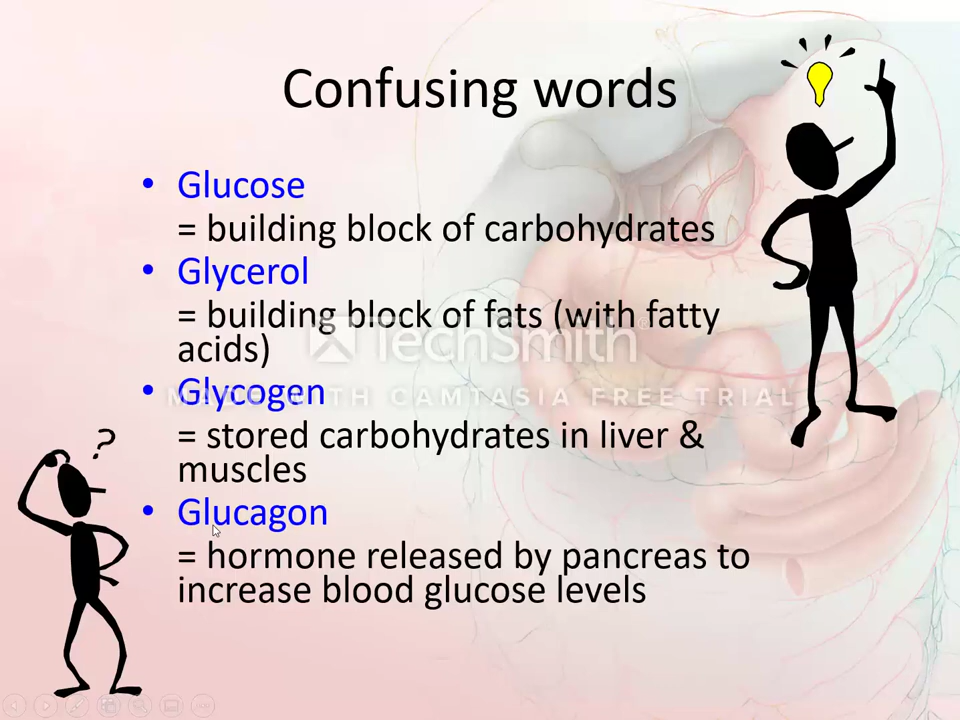 Confusing words
• Glucose
= building block of carbohydrates
• Glycerol
= building block of fats (with fatty
acids)
TechSmith®
• Glycogen
MADE WITH CAMTASIA FREE TRIAL
= stored carbohydrates in liver &
muscles
?
• Glucagon
= hormone released by pancreas to
increase blood glucose levels